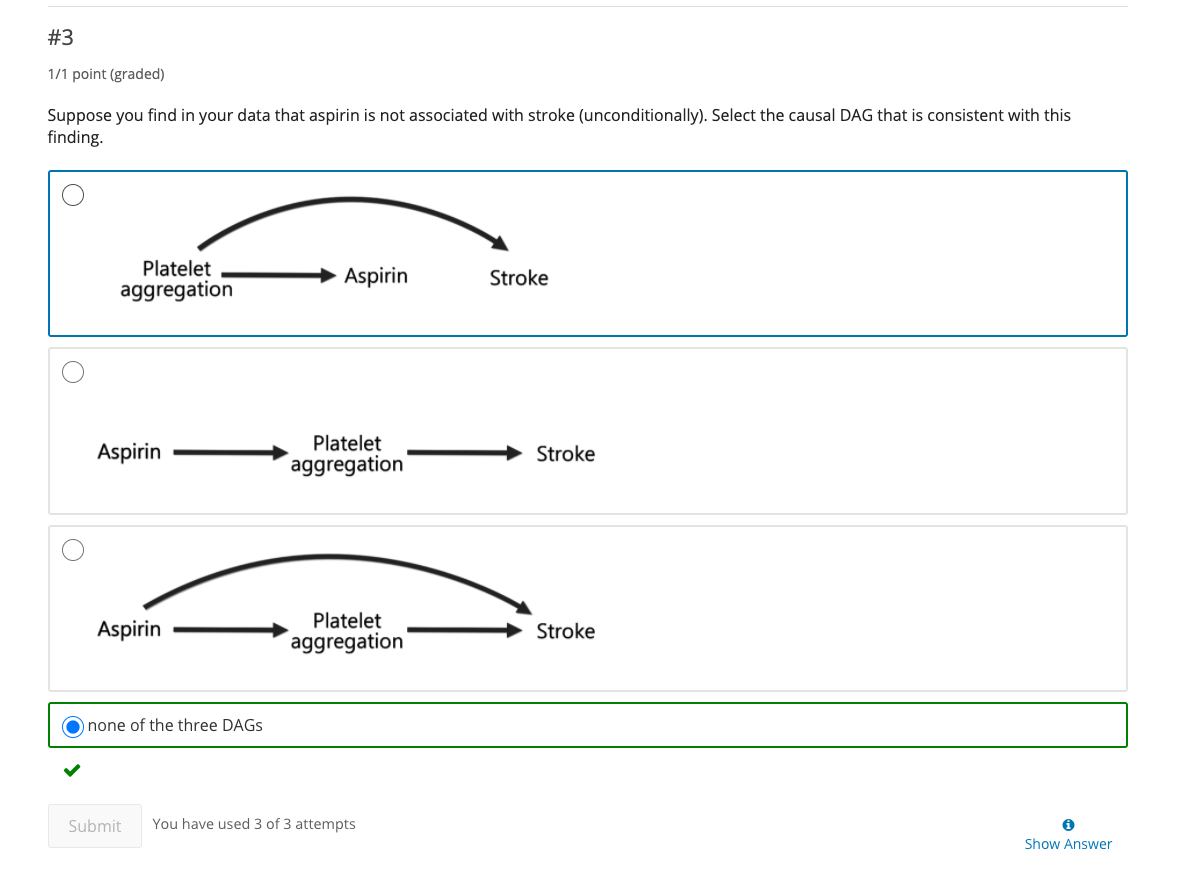 #3
1/1 point (graded)
Suppose you find in your data that aspirin is not associated with stroke (unconditionally). Select the causal DAG that is consistent with this
finding.
Platelet
aggregation
Aspirin
Stroke
Aspirin
Platelet
aggregation
Stroke
Aspirin
Platelet
aggregation
Stroke
none of the three DAGs
Submit
You have used 3 of 3 attempts
Show Answer